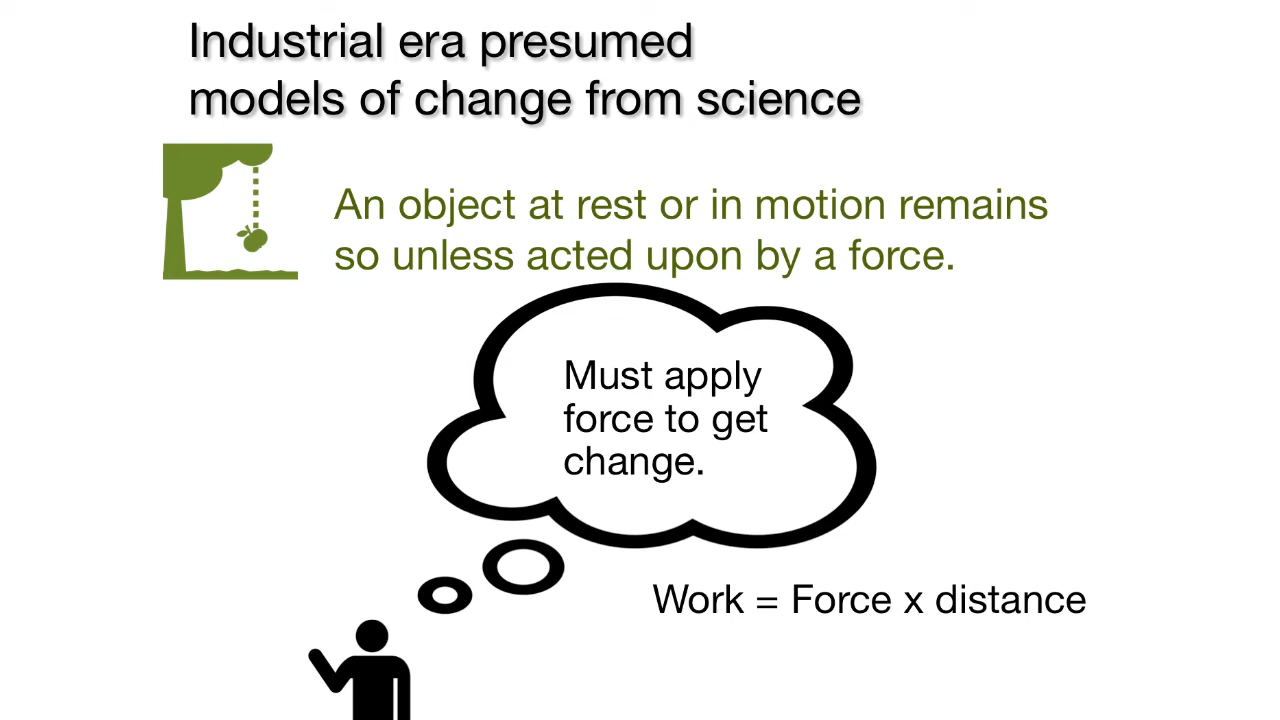 Industrial era presumed
models of change from science
An object at rest or in motion remains
so unless acted upon by a force.
Must apply
force to get
change.
Work = Force x distance